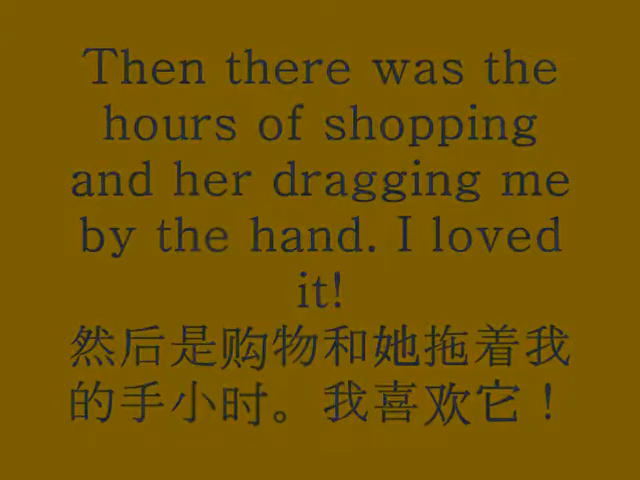 Then there was the
hours of shopping
and her dragging me
by the hand. I loved
it!
然后是购物和她拖着我
的手小时。我喜欢它！